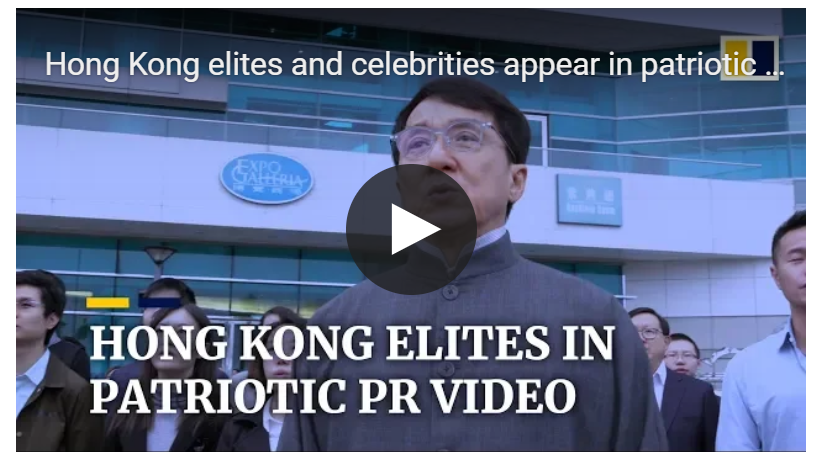 Hong Kong elites and celebrities appear in patriotic ...
EXPO
GALLERIA
HONG KONG ELITES IN
PATRIOTIC PR VIDEO